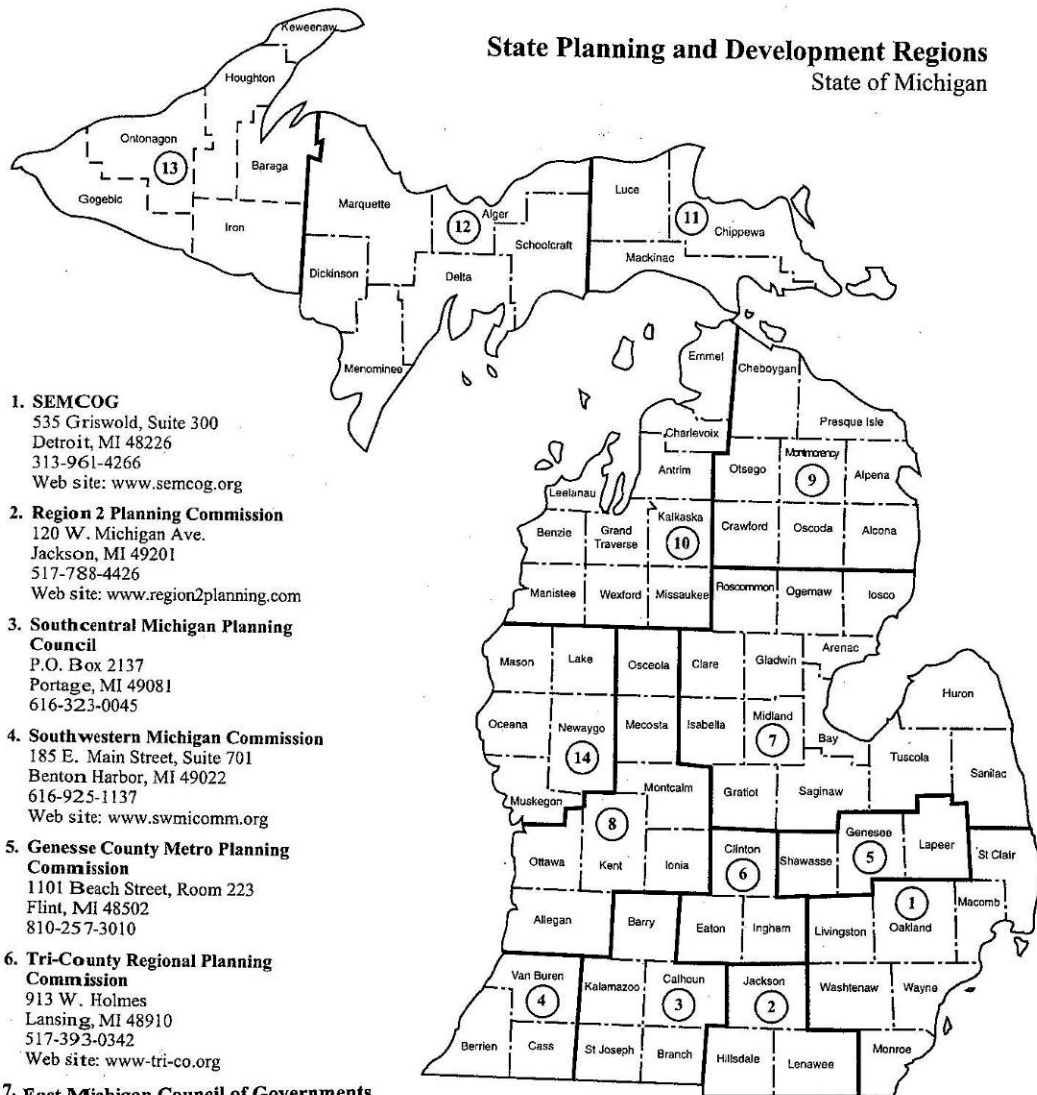 State Planning and Development Regions
State of Michigan
Keweenaw
Houghton
Ontonagon
13
Baraga
Gogebic
Iron
Marquette
12
Alger
Schoolcraft
Dickinson
Delta
Menominee
Luce
11
Chippewa
Mackinac
Emmet
Cheboygan
Presque Isle
Charlevoix
Antrim
Otsego
Montmorency
9
Alpena
Leelanau
Benzie
Grand
Traverse
Kalkaska
10
Crawford
Oscoda
Alcona
Manistee
Wexford
Missaukee
Roscommon
Ogemaw
Iosco
Mason
Lake
Osceola
Clare
Gladwin
Arenac
Huron
Oceana
Newaygo
14
Mecosta
Isabella
Midland
7
Bay
Tuscola
Sanilac
Muskegon
Montcalm
Gratiot
Saginaw
8
Kent
Ottawa
Ionia
Clinton
6
Shawasse
Genesee
5
Lapeer
St Clair
Allegan
Barry
Eaton
Ingham
Livingston
1
Oakland
Macomb
Van Buren
4
Kalamazoo
Calhoun
3
Jackson
2
Washtenaw
Wayne
Berrien
Cass
St Joseph
Branch
Hillsdale
Lenawee
Monroe
1. SEMCOG
535 Griswold, Suite 300
Detroit, MI 48226
313-961-4266
Web site: www.semcog.org
2. Region 2 Planning Commission
120 W. Michigan Ave.
Jackson, MI 49201
517-788-4426
Web site: www.region2planning.com
3. Southcentral Michigan Planning
Council
P.O. Box 2137
Portage, MI 49081
616-323-0045
4. Southwestern Michigan Commission
185 E. Main Street, Suite 701
Benton Harbor, MI 49022
616-925-1137
Web site: www.swmicomm.org
5. Genesse County Metro Planning
Commission
1101 Beach Street, Room 223
Flint, MI 48502
810-257-3010
6. Tri-County Regional Planning
Commission
913 W. Holmes
Lansing, MI 48910
517-393-0342
Web site: www-tri-co.org
7. East Michigan Council of Governments